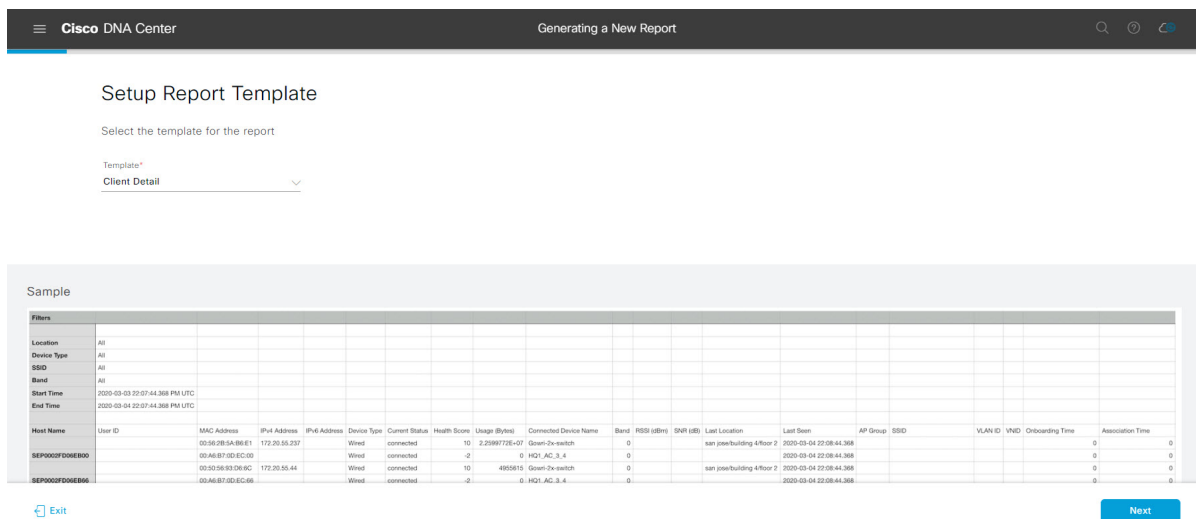 Cisco DNA Center Generating a New Report
Setup Report Template
Select the template for the report
Template*
Client Detail
Sample
Filters
Location All
Device Type All
SSID All
Band All
Start Time 2020-03-03 22:07:44.368 PM UTC
End Time 2020-03-04 22:07:44.368 PM UTC
Host Name User ID MAC Address IPv4 Address IPv6 Address Device Type Current Status Health Score Usage (Bytes) Connected Device Name Band RSSI (dBm) SNR (dB) Last Location Last Seen AP Group SSID VLAN ID VNID Onboarding Time Association Time
00:56:2B:5A:B6:E1 172.20.55.237 Wired connected 10 2.2599772E+07 Gowri-2x-switch 0 san jose/building 4/floor 2 2020-03-04 22:08:44.368 0 0
SEP0002FD06EB00 00:A6:B7:0D:EC:00 Wired connected -2 0 HQ1_AC_3_4 0 2020-03-04 22:08:44.368 0 0
00:50:56:93:D6:6C 172.20.55.44 Wired connected 10 4955615 Gowri-2x-switch 0 san jose/building 4/floor 2 2020-03-04 22:08:44.368 0 0
SEP0002FD06EB66 00:A6:B7:0D:EC:66 Wired connected -2 0 HQ1_AC_3_4 0 2020-03-04 22:08:44.368 0 0
Exit Next